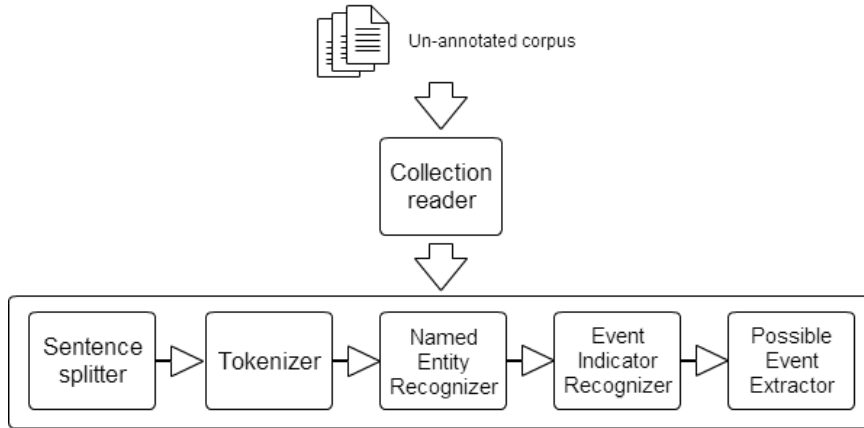 Un-annotated corpus
Collection
reader
Sentence
splitter
Tokenizer
Named
Entity
Recognizer
Event
Indicator
Recognizer
Possible
Event
Extractor